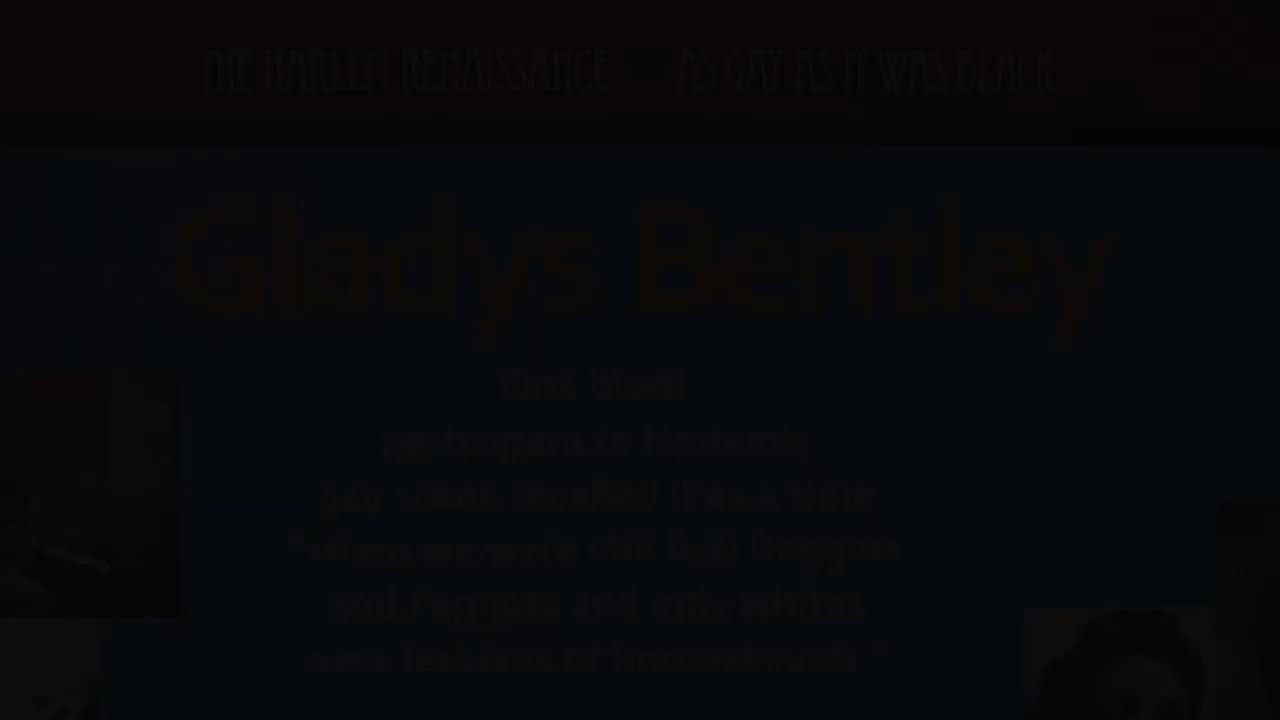 THE HARLEM RENAISSANCE AS GAY AS IT WAS BLACK
Gladys Bentley
One blunt
participant in Harlem's
gay scene recalled it as a time
"when we were still Bull Daggers
and Faggots and only whites
were lesbians or homosexuals."